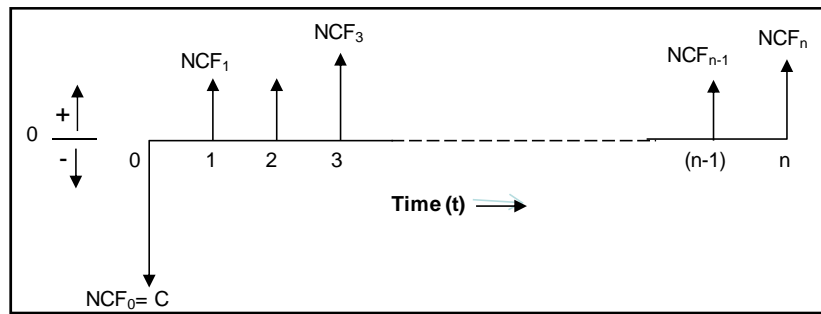 NCF₃
NCFₙ
NCF₁
NCFₙ₋₁
+
0
-
0
1
2
3
(n-1)
n
Time (t)
NCF₀= C